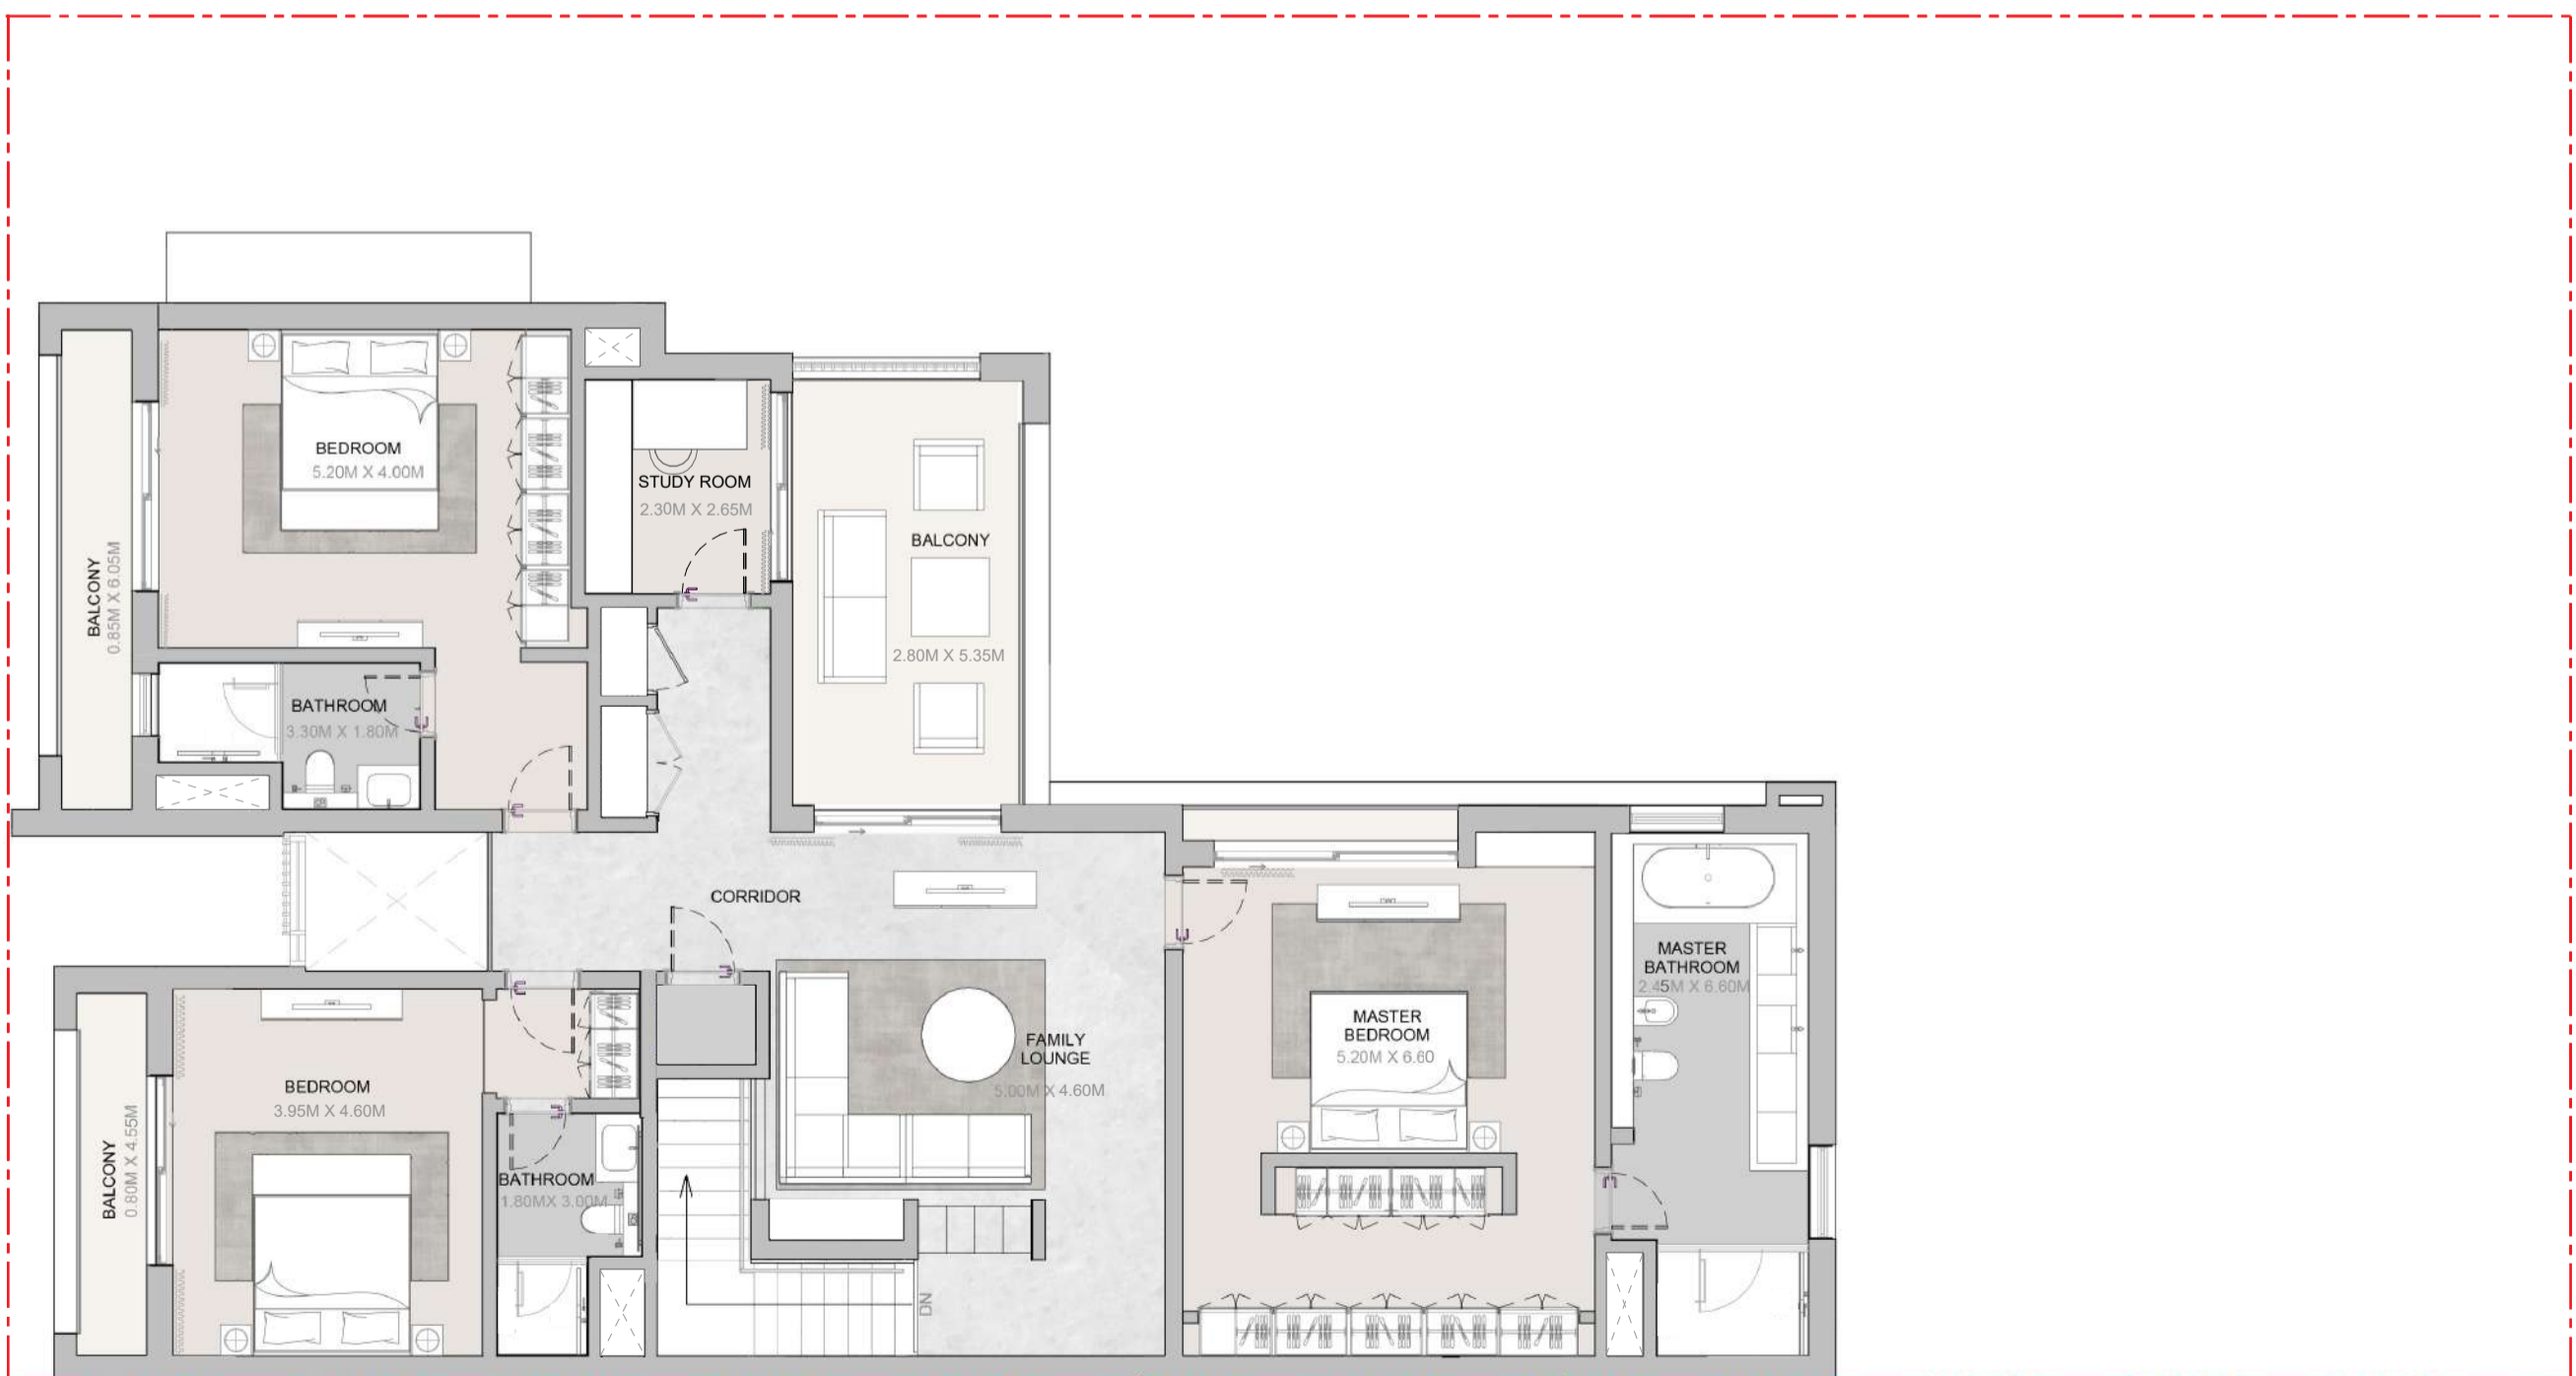 BEDROOM
5.20M X 4.00M
STUDY ROOM
2.30M X 2.65M
BALCONY
2.80M X 5.35M
BALCONY
0.85M X 6.05M
BATHROOM
3.30M X 1.80M
CORRIDOR
MASTER
BATHROOM
2.45M X 6.60M
MASTER
BEDROOM
5.20M X 6.60
FAMILY
LOUNGE
5.00M X 4.60M
BEDROOM
3.95M X 4.60M
BALCONY
0.80M X 4.55M
BATHROOM
1.80MX 3.00M
DN